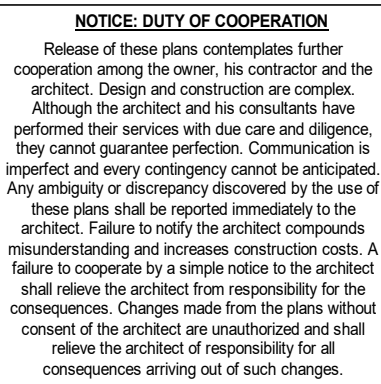 NOTICE: DUTY OF COOPERATION
Release of these plans contemplates further
cooperation among the owner, his contractor and the
architect. Design and construction are complex.
Although the architect and his consultants have
performed their services with due care and diligence,
they cannot guarantee perfection. Communication is
imperfect and every contingency cannot be anticipated.
Any ambiguity or discrepancy discovered by the use of
these plans shall be reported immediately to the
architect. Failure to notify the architect compounds
misunderstanding and increases construction costs. A
failure to cooperate by a simple notice to the architect
shall relieve the architect from responsibility for the
consequences. Changes made from the plans without
consent of the architect are unauthorized and shall
relieve the architect of responsibility for all
consequences arriving out of such changes.